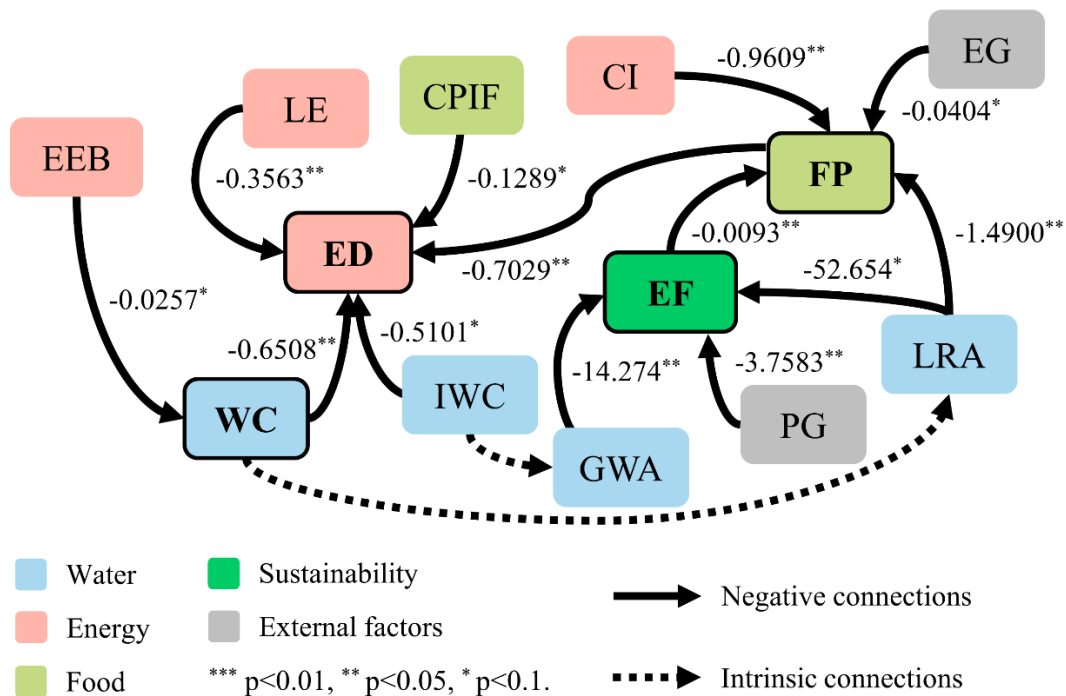 EG
-0.9609**
CI
CPIF
LE
-0.0404*
EEB
FP
-0.3563**
-0.1289*
-0.0093**
-1.4900**
ED
-0.7029**
-52.654*
EF
-0.0257*
-0.6508**
-0.5101*
LRA
-14.274**
-3.7583**
IWC
WC
PG
GWA
Water
Sustainability
Negative connections
Energy
External factors
Food
*** p<0.01, ** p<0.05, * p<0.1.
Intrinsic connections